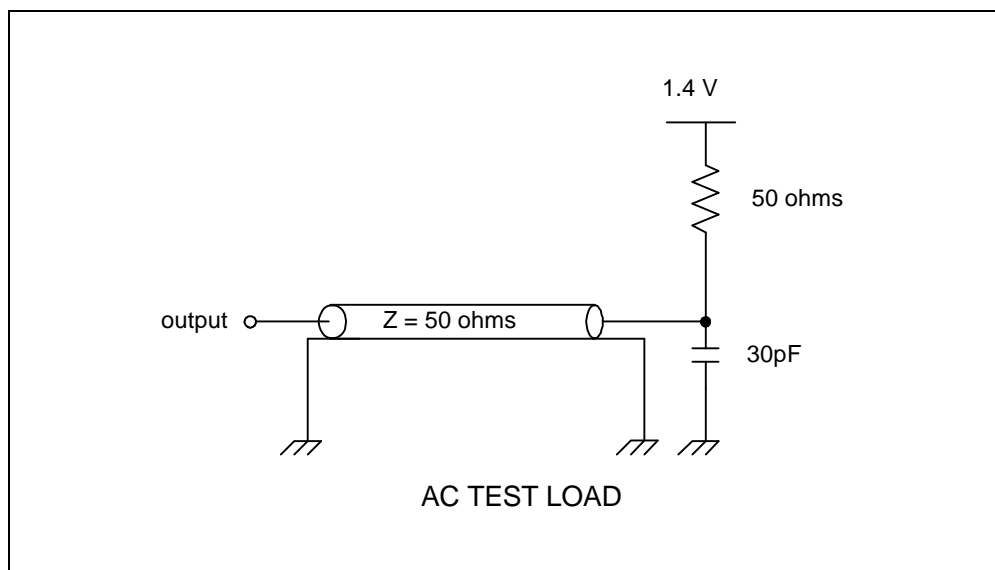 1.4 V
50 ohms
output
Z = 50 ohms
30pF
AC TEST LOAD